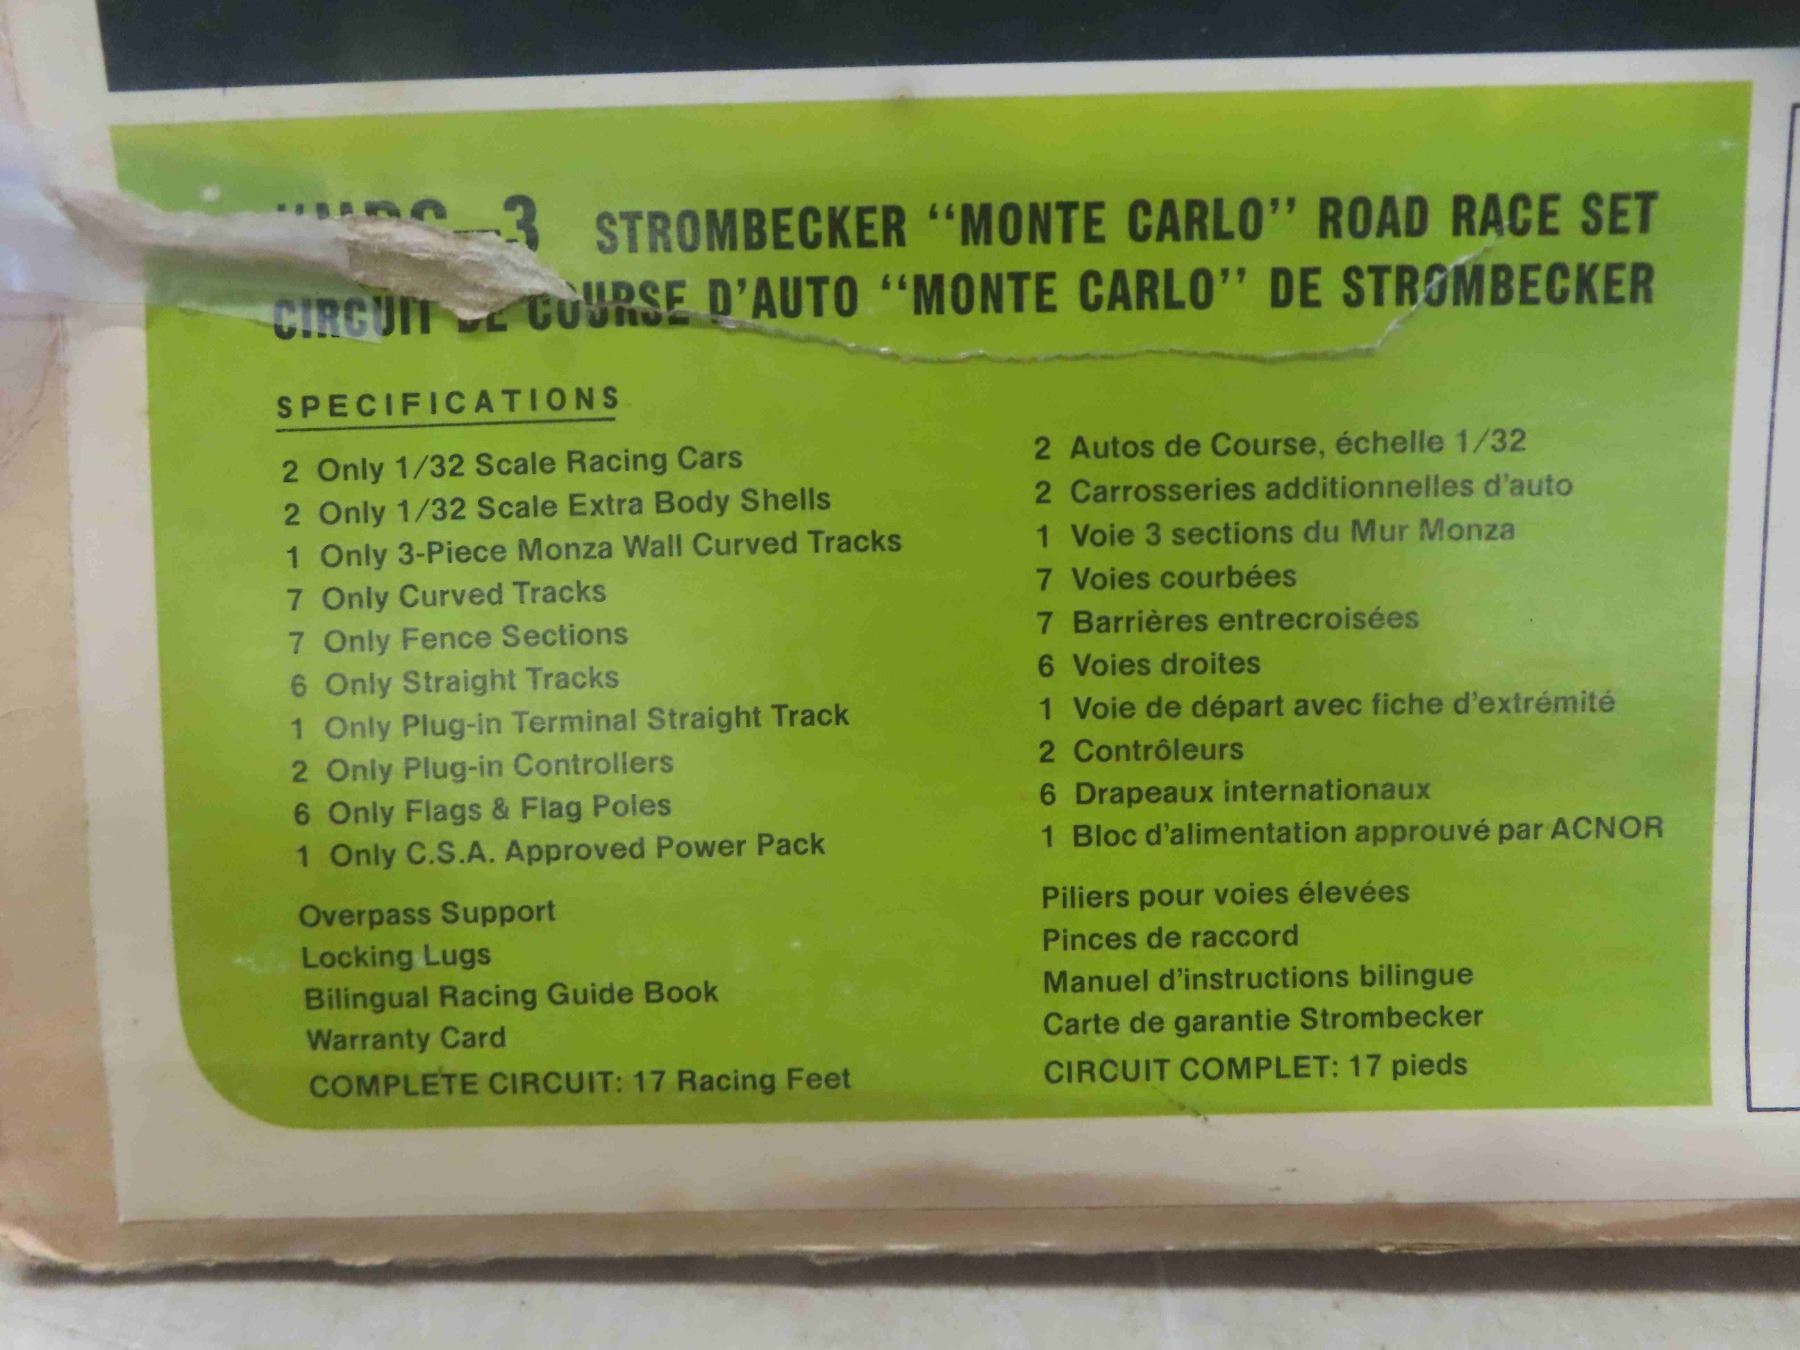 -3 STROMBECKER “MONTE CARLO” ROAD RACE SET
CIRCUIT DE COURSE D’AUTO “MONTE CARLO” DE STROMBECKER
SPECIFICATIONS
2 Only 1/32 Scale Racing Cars
2 Only 1/32 Scale Extra Body Shells
1 Only 3-Piece Monza Wall Curved Tracks
7 Only Curved Tracks
7 Only Fence Sections
6 Only Straight Tracks
1 Only Plug-in Terminal Straight Track
2 Only Plug-in Controllers
6 Only Flags & Flag Poles
1 Only C.S.A. Approved Power Pack
Overpass Support
Locking Lugs
Bilingual Racing Guide Book
Warranty Card
COMPLETE CIRCUIT: 17 Racing Feet
2 Autos de Course, échelle 1/32
2 Carrosseries additionnelles d’auto
1 Voie 3 sections du Mur Monza
7 Voies courbées
7 Barrières entrecroisées
6 Voies droites
1 Voie de départ avec fiche d’extrémité
2 Contrôleurs
6 Drapeaux internationaux
1 Bloc d’alimentation approuvé par ACNOR
Piliers pour voies élevées
Pinces de raccord
Manuel d’instructions bilingue
Carte de garantie Strombecker
CIRCUIT COMPLET: 17 pieds